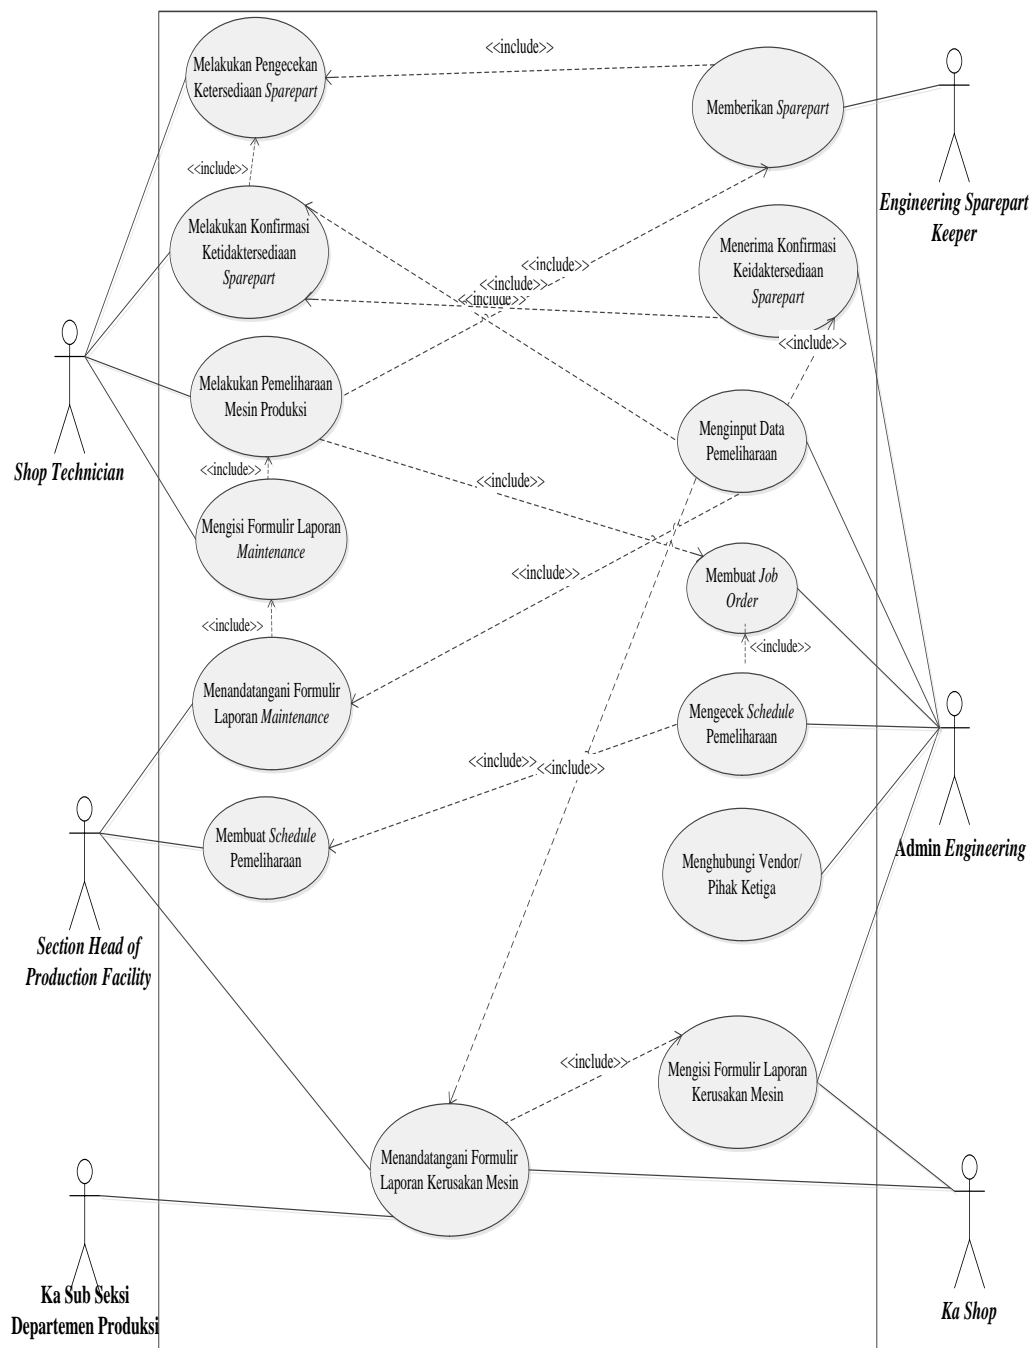 <<include>>
Melakukan Pengecekan
Ketersediaan Sparepart
Memberikan Sparepart
<<include>>
Engineering Sparepart
Keeper
Melakukan Konfirmasi
Ketidaktersediaan
Sparepart
Menerima Konfirmasi
Keidaktersediaan
Sparepart
<<include>>
<<include>>
<<include>>
<<include>>
Shop Technician
Melakukan Pemeliharaan
Mesin Produksi
Menginput Data
Pemeliharaan
<<include>>
<<include>>
Mengisi Formulir Laporan
Maintenance
<<include>>
Membuat Job
Order
<<include>>
<<include>>
Menandatangani Formulir
Laporan Maintenance
Mengecek Schedule
Pemeliharaan
<<include>>
<<include>>
Membuat Schedule
Pemeliharaan
Admin Engineering
Menghubungi Vendor/
Pihak Ketiga
Section Head of
Production Facility
<<include>>
Mengisi Formulir Laporan
Kerusakan Mesin
Menandatangani Formulir
Laporan Kerusakan Mesin
Ka Sub Seksi
Departemen Produksi
Ka Shop